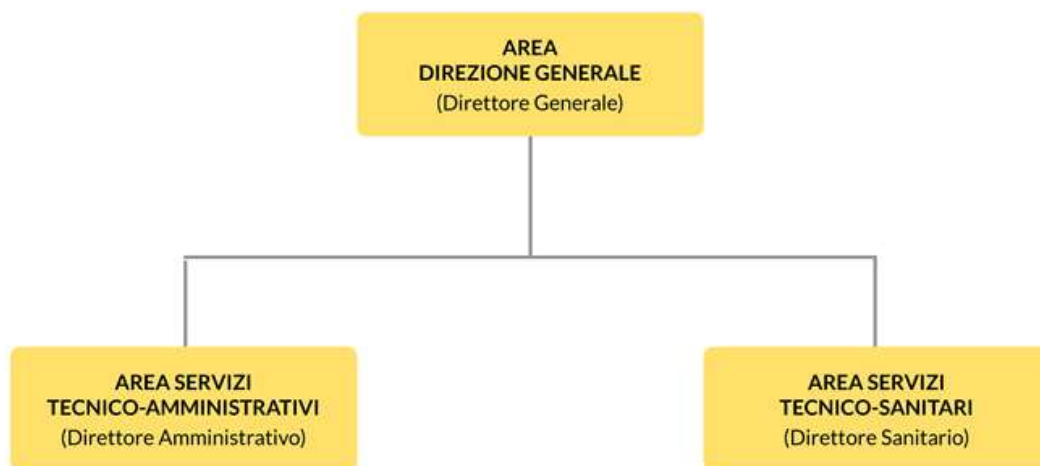 AREA
DIREZIONE GENERALE
(Direttore Generale)
AREA SERVIZI
TECNICO-AMMINISTRATIVI
(Direttore Amministrativo)
AREA SERVIZI
TECNICO-SANITARI
(Direttore Sanitario)